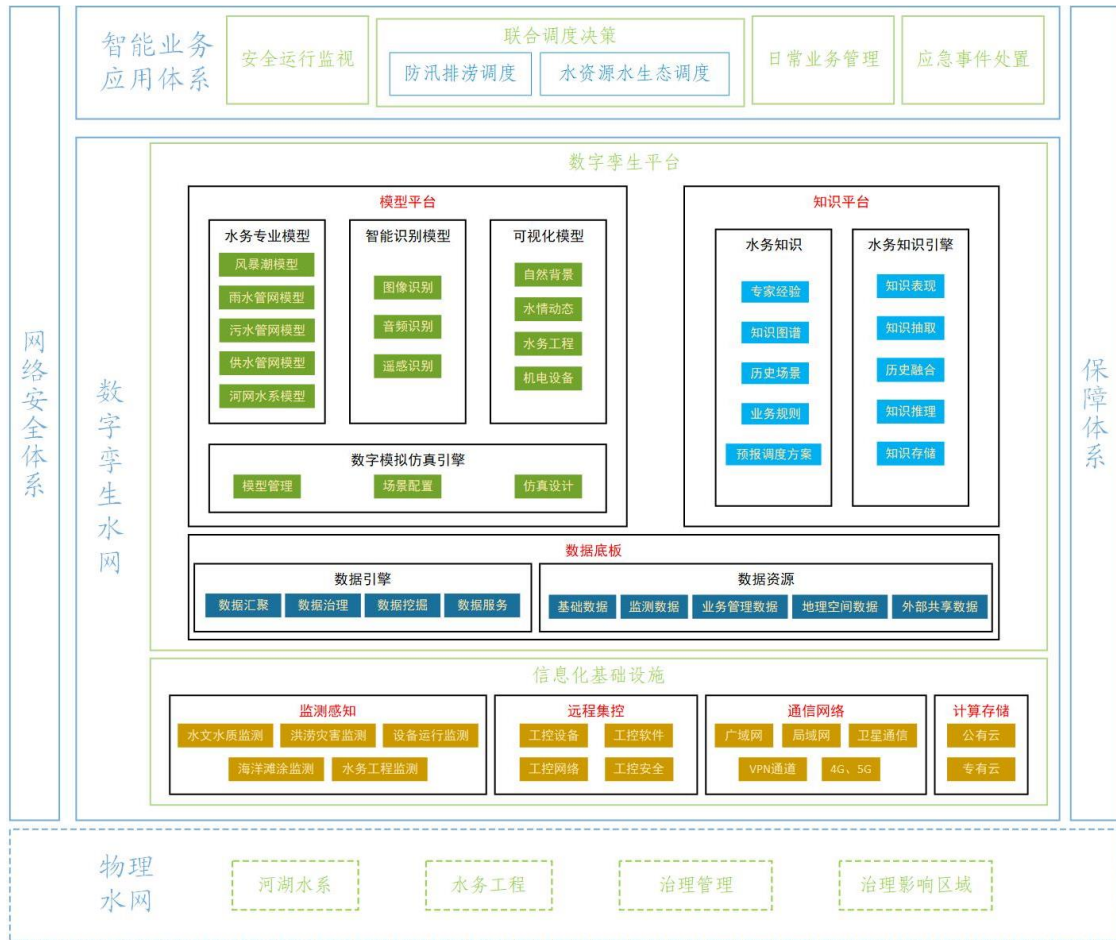 智能业务
应用体系
安全运行监视
联合调度决策
防汛排涝调度
水资源水生态调度
日常业务管理
应急事件处置
网络安全体系
保障体系
数字孪生水网
数字孪生平台
模型平台
水务专业模型
风暴潮模型
雨水管网模型
污水管网模型
供水管网模型
河网水系模型
智能识别模型
图像识别
音频识别
遥感识别
可视化模型
自然背景
水情动态
水务工程
机电设备
数字模拟仿真引擎
模型管理
场景配置
仿真设计
知识平台
水务知识
专家经验
知识图谱
历史场景
业务规则
预报调度方案
水务知识引擎
知识表现
知识抽取
历史融合
知识推理
知识存储
数据底板
数据引擎
数据汇聚
数据治理
数据挖掘
数据服务
数据资源
基础数据
监测数据
业务管理数据
地理空间数据
外部共享数据
信息化基础设施
监测感知
水文水质监测
洪涝灾害监测
设备运行监测
海洋滩涂监测
水务工程监测
远程集控
工控设备
工控软件
工控网络
工控安全
通信网络
广域网
局域网
卫星通信
VPN通道
4G、5G
计算存储
公有云
专有云
物理
水网
河湖水系
水务工程
治理管理
治理影响区域